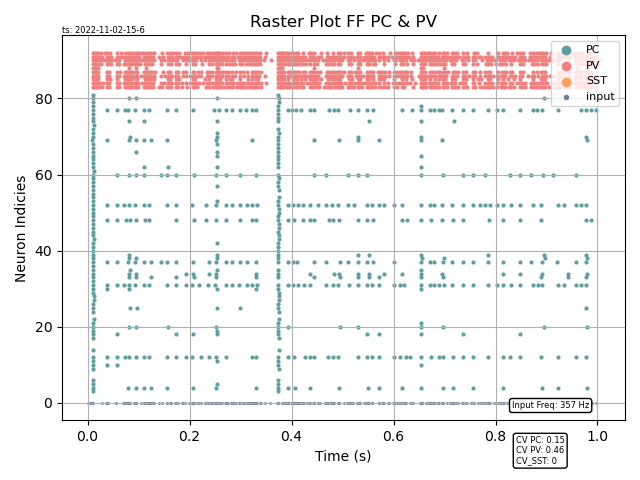 Raster Plot FF PC & PV
ts: 2022-11-02-15-6
PC
PV
SST
input
80
60
40
20
0
Neuron Indicies
Input Freq: 357 Hz
0.0 0.2 0.4 0.6 0.8 1.0
Time (s)
CV PC: 0.15
CV PV: 0.46
CV_SST: 0